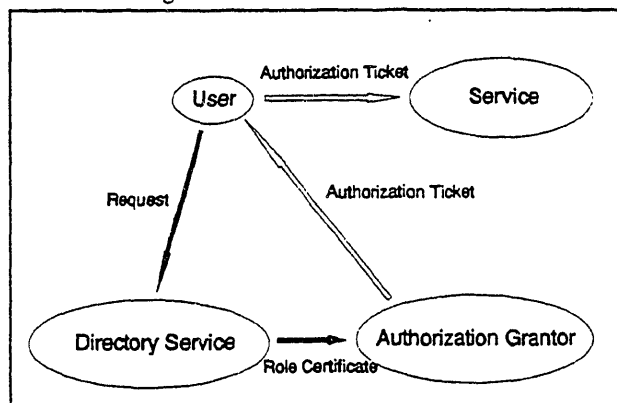 Authorization Ticket
User
Service
Request
Authorization Ticket
Directory Service
Authorization Grantor
Role Certificate